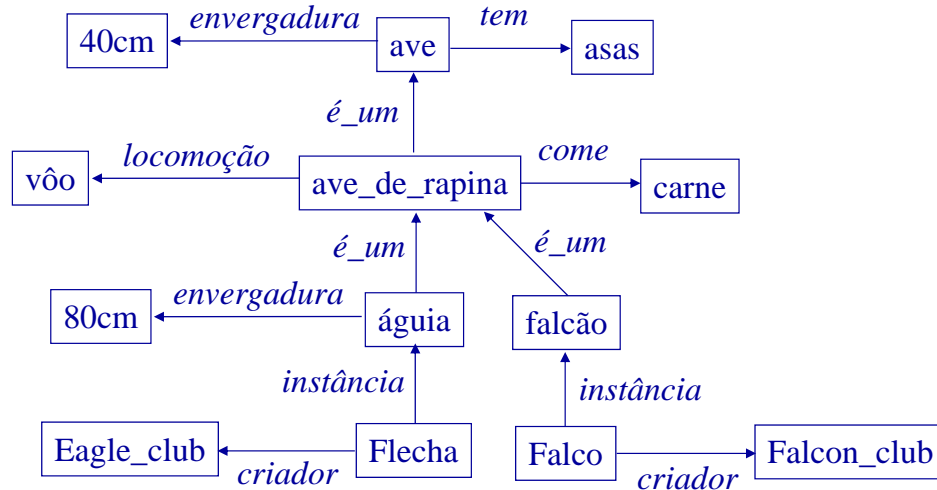 envergadura
tem
40cm
ave
asas
é_um
locomoção
come
vôo
ave_de_rapina
carne
é_um
é_um
envergadura
80cm
águia
falcão
instância
instância
Eagle_club
Flecha
Falco
Falcon_club
criador
criador